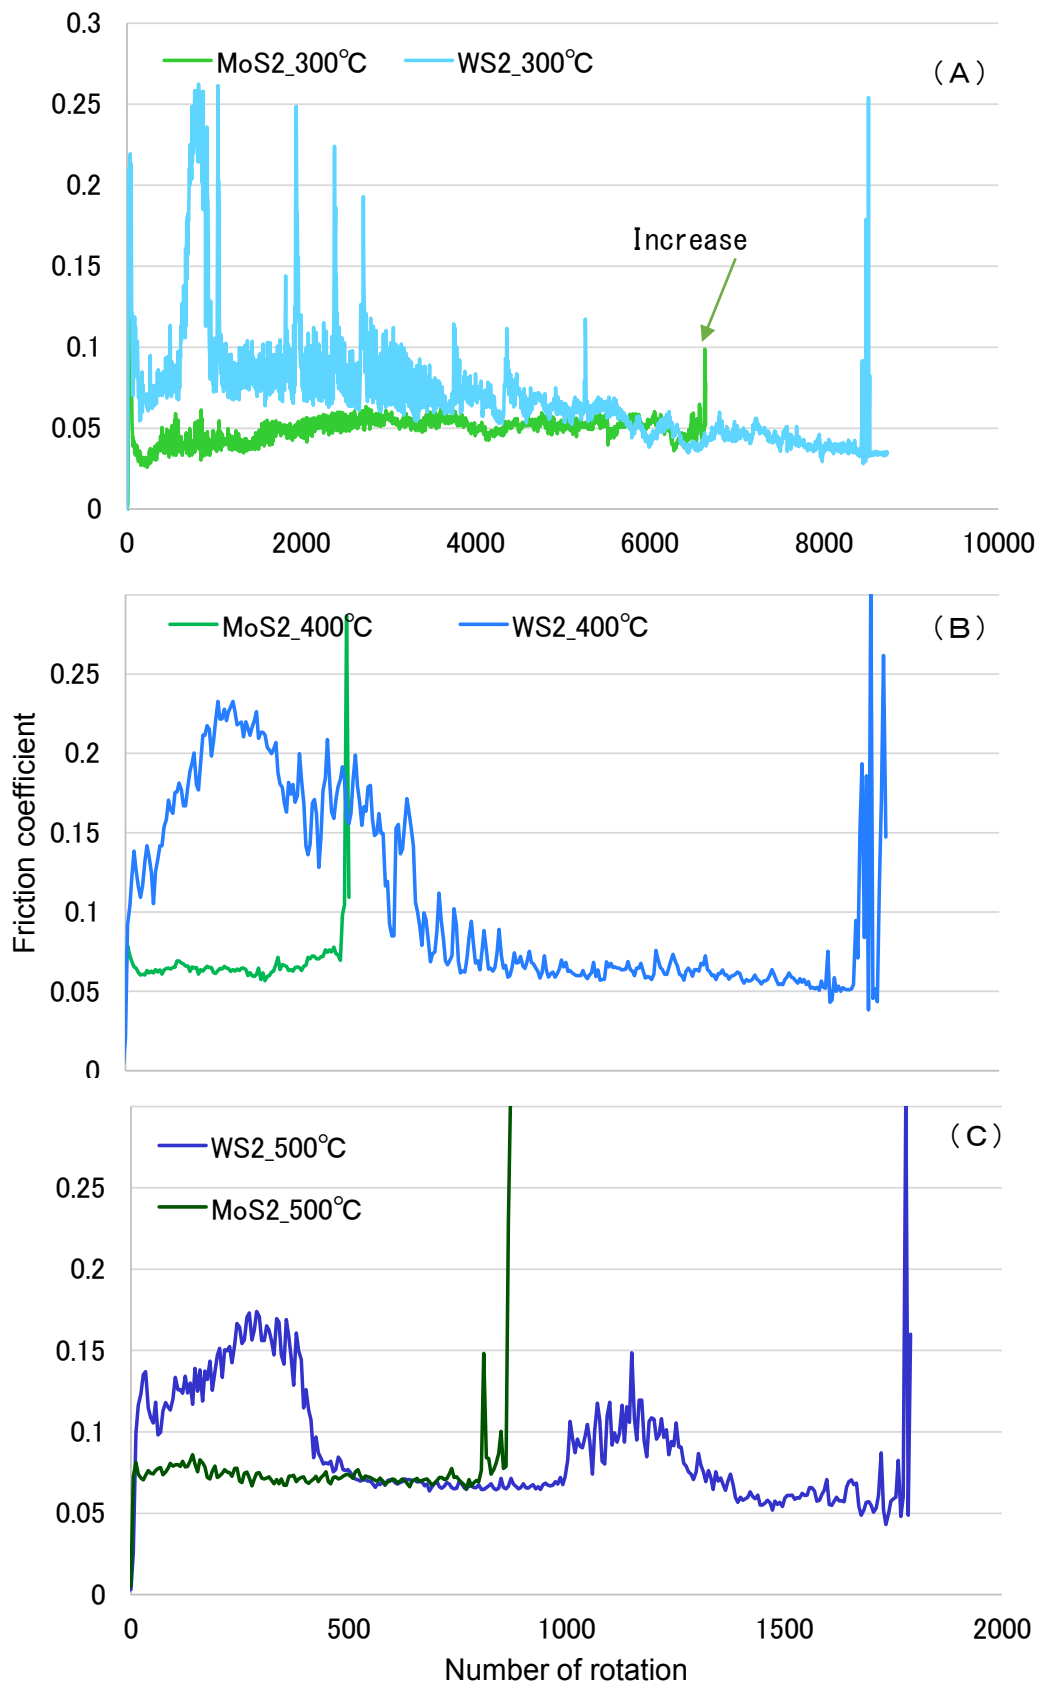 0.3
MoS2_300℃ WS2_300℃
（A）
0.25
0.2
Increase
0.15
0.1
0.05
0
0 2000 4000 6000 8000 10000
MoS2_400℃ WS2_400℃
（B）
0.25
0.2
0.15
0.1
0.05
0
Friction coefficient
WS2_500℃
（C）
0.25
MoS2_500℃
0.2
0.15
0.1
0.05
0
0 500 1000 1500 2000
Number of rotation